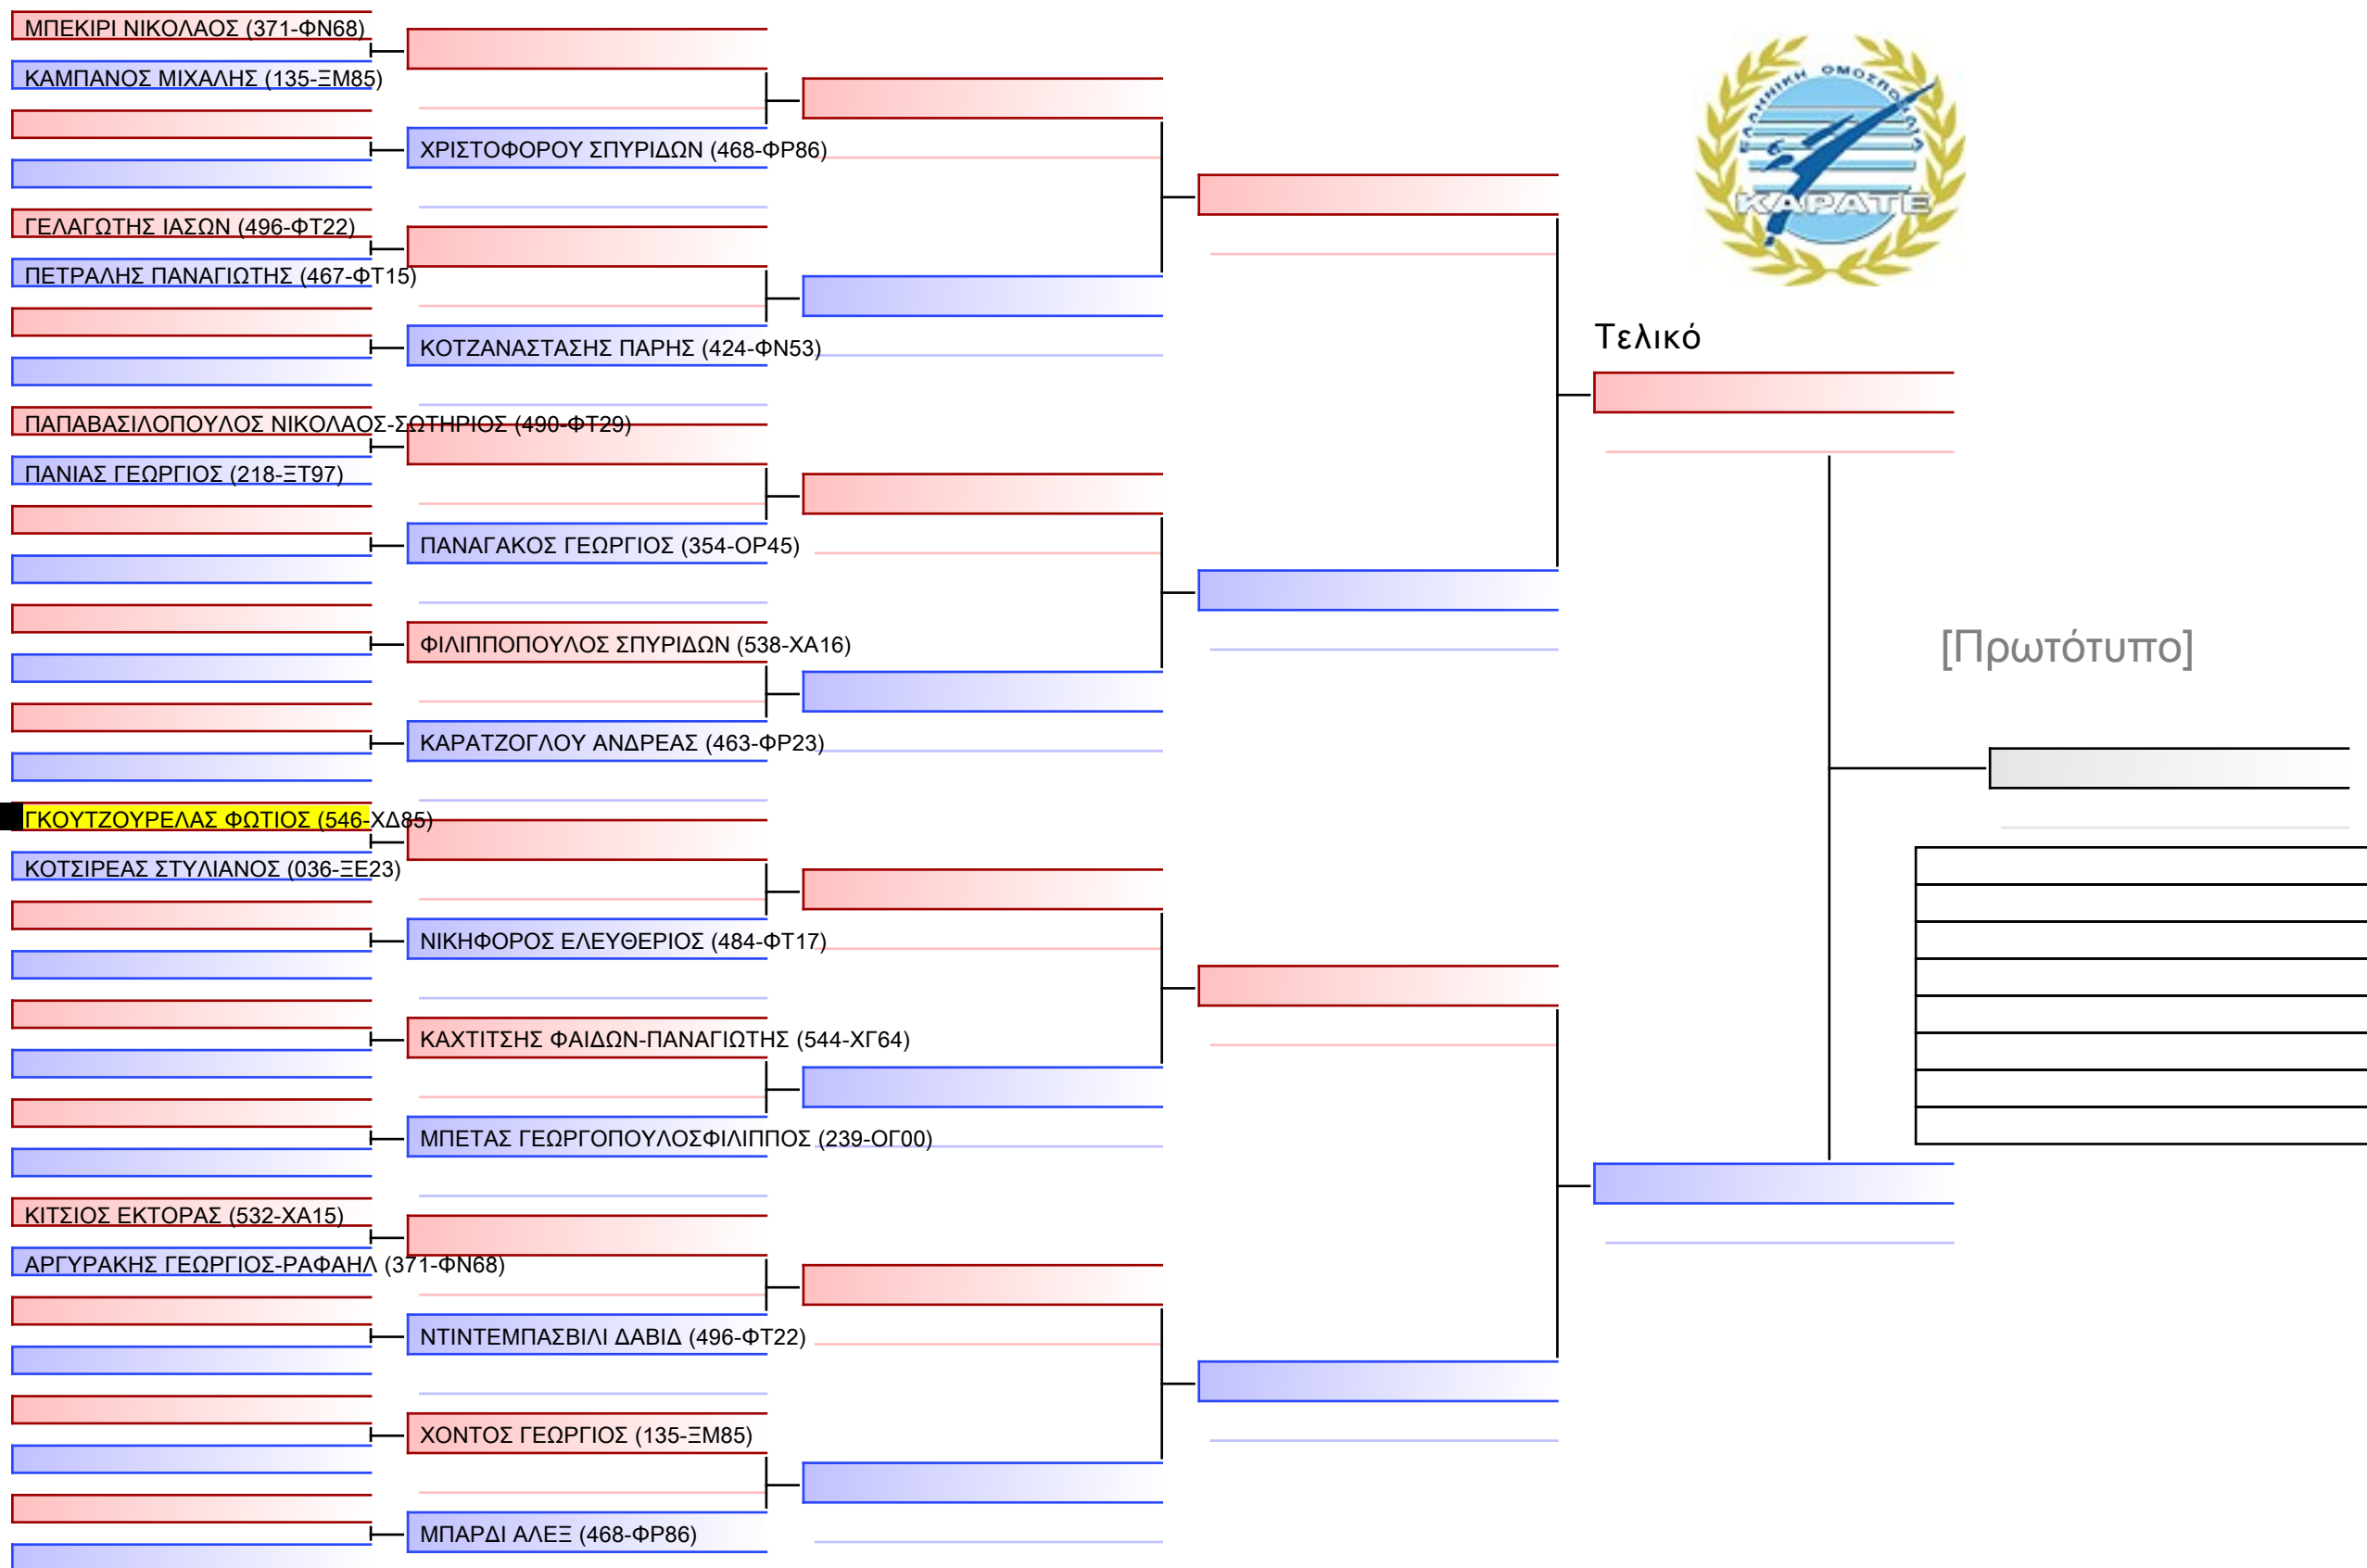 ΜΠΕΚΙΡΙ ΝΙΚΟΛΑΟΣ (371-ΦΝ68)
ΚΑΜΠΑΝΟΣ ΜΙΧΑΛΗΣ (135-ΞΜ85)
ΧΡΙΣΤΟΦΟΡΟΥ ΣΠΥΡΙΔΩΝ (468-ΦΡ86)
ΓΕΛΑΓΩΤΗΣ ΙΑΣΩΝ (496-ΦΤ22)
ΠΕΤΡΑΛΗΣ ΠΑΝΑΓΙΩΤΗΣ (467-ΦΤ15)
ΚΟΤΖΑΝΑΣΤΑΣΗΣ ΠΑΡΗΣ (424-ΦΝ53)
ΠΑΠΑΒΑΣΙΛΟΠΟΥΛΟΣ ΝΙΚΟΛΑΟΣ-ΣΩΤΗΡΙΟΣ (490-ΦΤ29)
ΠΑΝΙΑΣ ΓΕΩΡΓΙΟΣ (218-ΞΤ97)
ΠΑΝΑΓΑΚΟΣ ΓΕΩΡΓΙΟΣ (354-ΟΡ45)
ΦΙΛΙΠΠΟΠΟΥΛΟΣ ΣΠΥΡΙΔΩΝ (538-ΧΑ16)
ΚΑΡΑΤΖΟΓΛΟΥ ΑΝΔΡΕΑΣ (463-ΦΡ23)
ΓΚΟΥΤΖΟΥΡΕΛΑΣ ΦΩΤΙΟΣ (546-ΧΔ85)
ΚΟΤΣΙΡΕΑΣ ΣΤΥΛΙΑΝΟΣ (036-ΞΕ23)
ΝΙΚΗΦΟΡΟΣ ΕΛΕΥΘΕΡΙΟΣ (484-ΦΤ17)
ΚΑΧΤΙΤΣΗΣ ΦΑΙΔΩΝ-ΠΑΝΑΓΙΩΤΗΣ (544-ΧΓ64)
ΜΠΕΤΑΣ ΓΕΩΡΓΟΠΟΥΛΟΣΦΙΛΙΠΠΟΣ (239-ΟΓ00)
ΚΙΤΣΙΟΣ ΕΚΤΟΡΑΣ (532-ΧΑ15)
ΑΡΓΥΡΑΚΗΣ ΓΕΩΡΓΙΟΣ-ΡΑΦΑΗΛ (371-ΦΝ68)
ΝΤΙΝΤΕΜΠΑΣΒΙΛΙ ΔΑΒΙΔ (496-ΦΤ22)
ΧΟΝΤΟΣ ΓΕΩΡΓΙΟΣ (135-ΞΜ85)
ΜΠΑΡΔΙ ΑΛΕΞ (468-ΦΡ86)
ΕΛΛΗΝΙΚΗ ΟΜΟΣΠΟΝΔΙΑ
ΚΑΡΑΤΕ
Τελικό
[Πρωτότυπο]